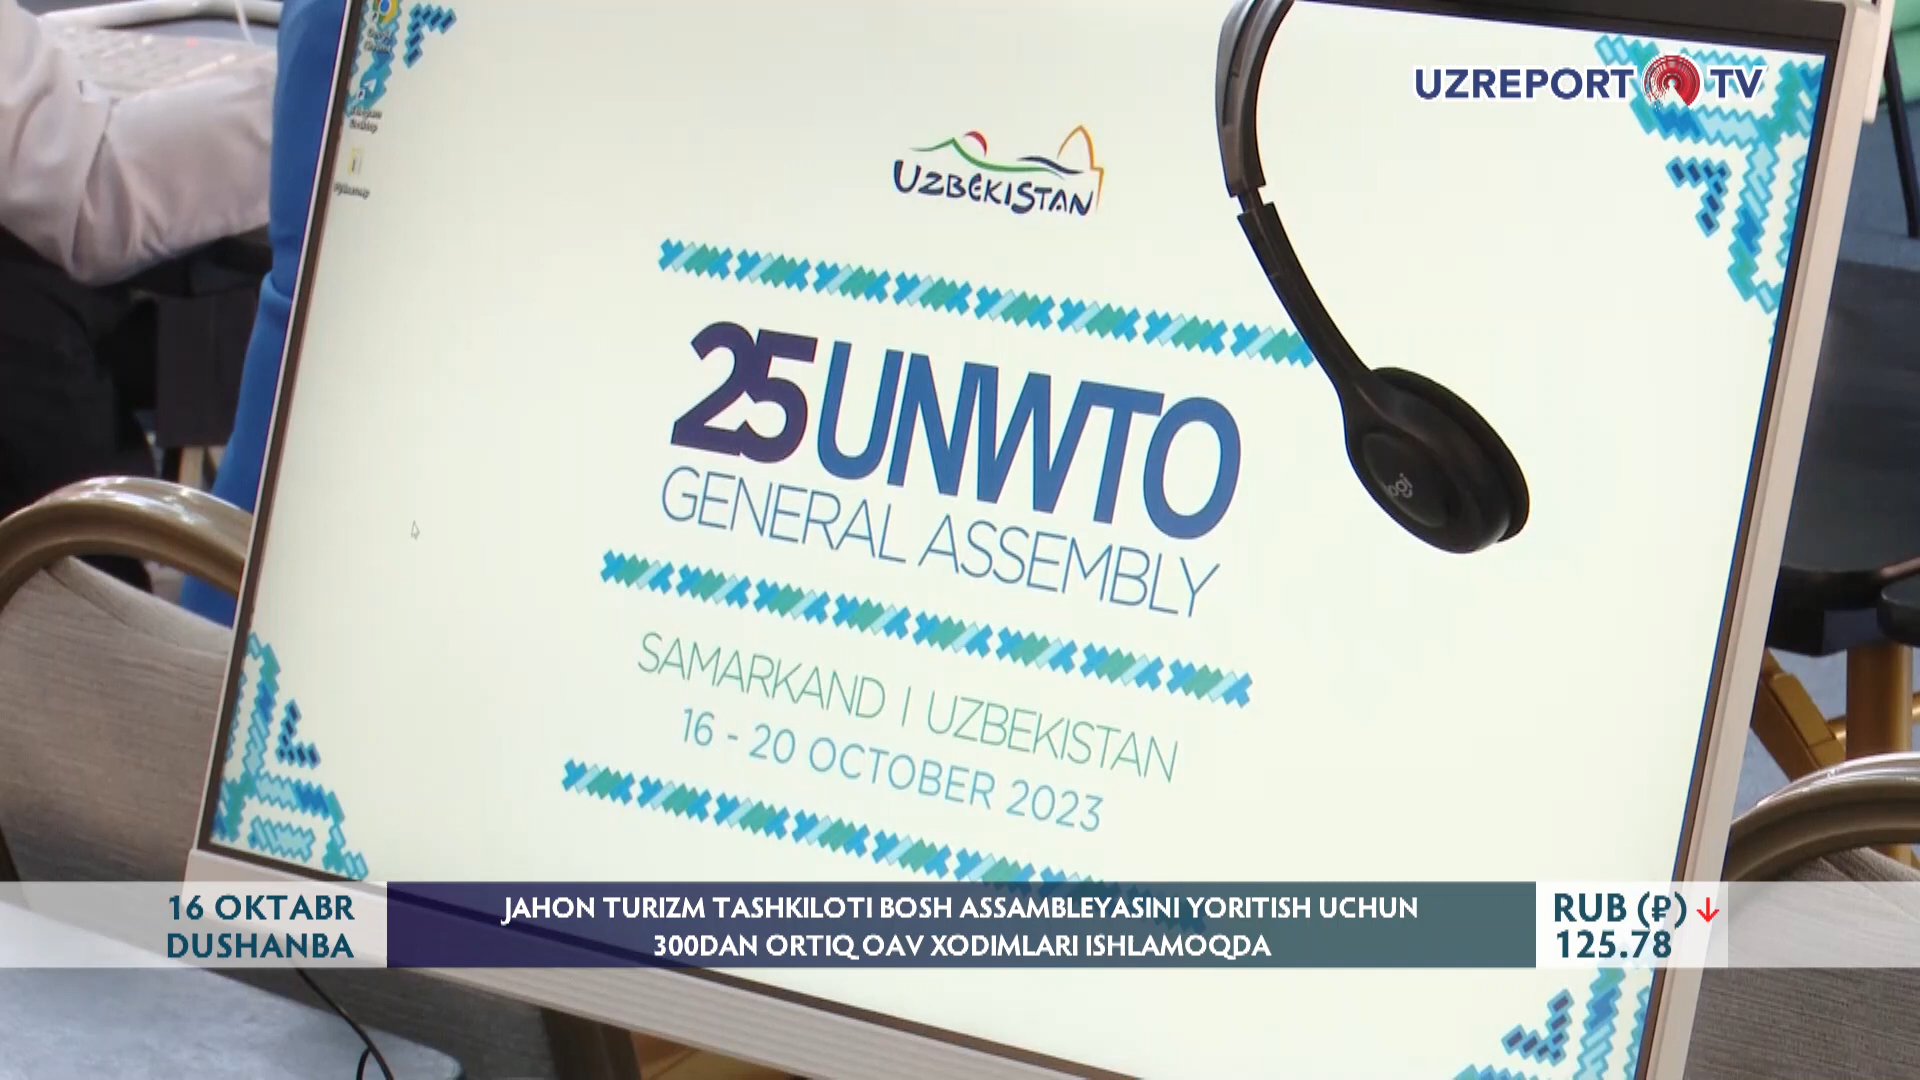 UZREPORT TV
UZBEKISTAN
25 UNWTO
GENERAL ASSEMBLY
SAMARKAND | UZBEKISTAN
16 - 20 OCTOBER 2023
logi
16 OKTABR
DUSHANBA
JAHON TURIZM TASHKILOTI BOSH ASSAMBLEYASINI YORITISH UCHUN
300DAN ORTIQ OAV XODIMLARI ISHLAMOQDA
RUB (₽)↓
125.78